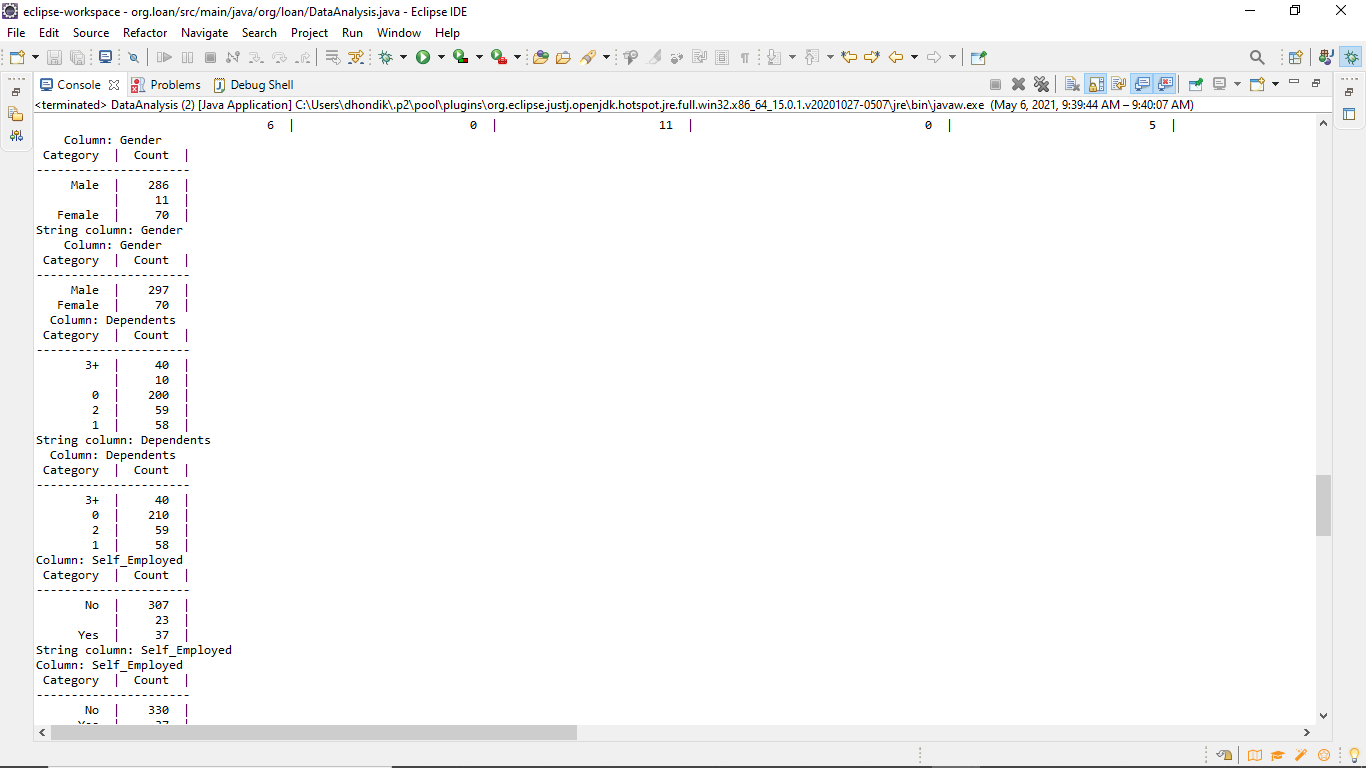 eclipse-workspace - org.loan/src/main/java/org/loan/DataAnalysis.java - Eclipse IDE
File Edit Source Refactor Navigate Search Project Run Window Help
Console Problems Debug Shell
<terminated> DataAnalysis (2) [Java Application] C:\Users\dhondik\.p2\pool\plugins\org.eclipse.justj.openjdk.hotspot.jre.full.win32.x86_64_15.0.1.v20201027-0507\jre\bin\javaw.exe (May 6, 2021, 9:39:44 AM – 9:40:07 AM)
6 | 0 | 11 | 0 | 5 |
Column: Gender
Category | Count |
----------------------
Male | 286 |
| 11 |
Female | 70 |
String column: Gender
Column: Gender
Category | Count |
----------------------
Male | 297 |
Female | 70 |
Column: Dependents
Category | Count |
----------------------
3+ | 40 |
| 10 |
0 | 200 |
2 | 59 |
1 | 58 |
String column: Dependents
Column: Dependents
Category | Count |
----------------------
3+ | 40 |
0 | 210 |
2 | 59 |
1 | 58 |
Column: Self_Employed
Category | Count |
----------------------
No | 307 |
| 23 |
Yes | 37 |
String column: Self_Employed
Column: Self_Employed
Category | Count |
----------------------
No | 330 |
Yes | 37 |